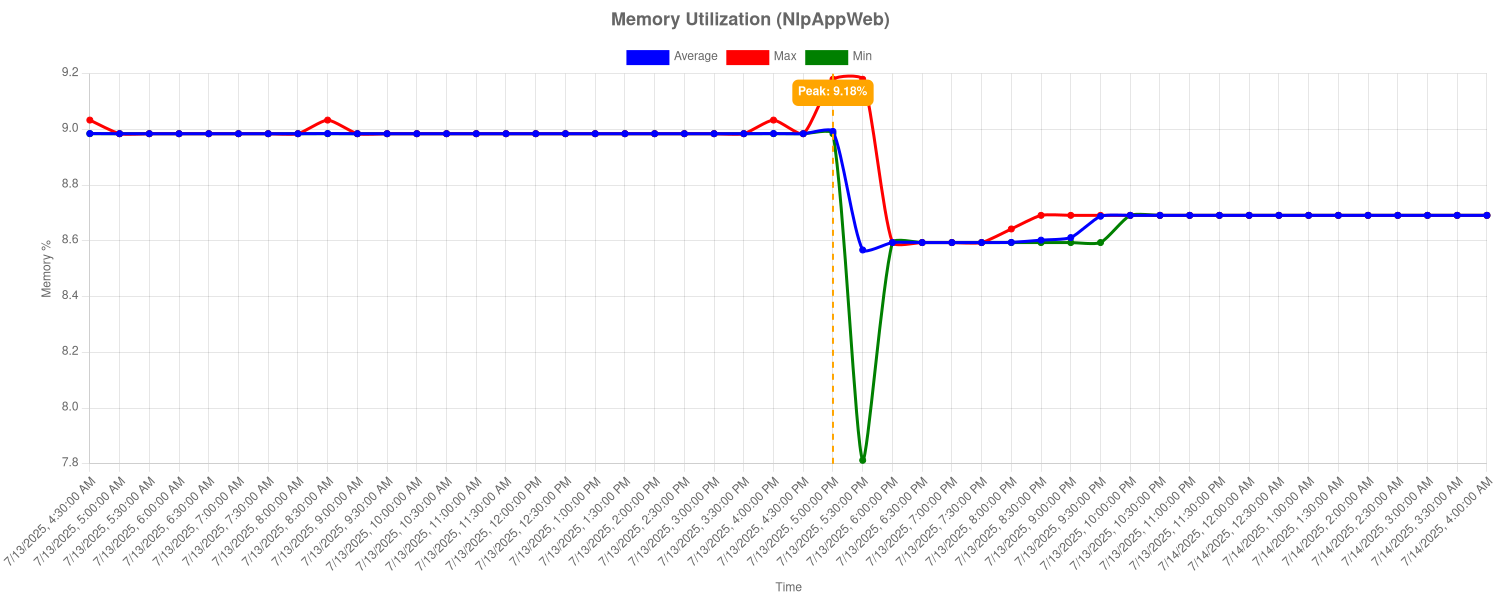 Memory Utilization (NlpAppWeb)
Average Max Min
Peak: 9.18%
Memory %
9.2
9.0
8.8
8.6
8.4
8.2
8.0
7.8
7/13/2025, 4:30:00 AM
7/13/2025, 5:00:00 AM
7/13/2025, 5:30:00 AM
7/13/2025, 6:00:00 AM
7/13/2025, 6:30:00 AM
7/13/2025, 7:00:00 AM
7/13/2025, 7:30:00 AM
7/13/2025, 8:00:00 AM
7/13/2025, 8:30:00 AM
7/13/2025, 9:00:00 AM
7/13/2025, 9:30:00 AM
7/13/2025, 10:00:00 AM
7/13/2025, 10:30:00 AM
7/13/2025, 11:00:00 AM
7/13/2025, 11:30:00 AM
7/13/2025, 12:00:00 PM
7/13/2025, 12:30:00 PM
7/13/2025, 1:00:00 PM
7/13/2025, 1:30:00 PM
7/13/2025, 2:00:00 PM
7/13/2025, 2:30:00 PM
7/13/2025, 3:00:00 PM
7/13/2025, 3:30:00 PM
7/13/2025, 4:00:00 PM
7/13/2025, 4:30:00 PM
7/13/2025, 5:00:00 PM
7/13/2025, 5:30:00 PM
7/13/2025, 6:00:00 PM
7/13/2025, 6:30:00 PM
7/13/2025, 7:00:00 PM
7/13/2025, 7:30:00 PM
7/13/2025, 8:00:00 PM
7/13/2025, 8:30:00 PM
7/13/2025, 9:00:00 PM
7/13/2025, 9:30:00 PM
7/13/2025, 10:00:00 PM
7/13/2025, 10:30:00 PM
7/13/2025, 11:00:00 PM
7/13/2025, 11:30:00 PM
7/14/2025, 12:00:00 AM
7/14/2025, 12:30:00 AM
7/14/2025, 1:00:00 AM
7/14/2025, 1:30:00 AM
7/14/2025, 2:00:00 AM
7/14/2025, 2:30:00 AM
7/14/2025, 3:00:00 AM
7/14/2025, 3:30:00 AM
7/14/2025, 4:00:00 AM
Time